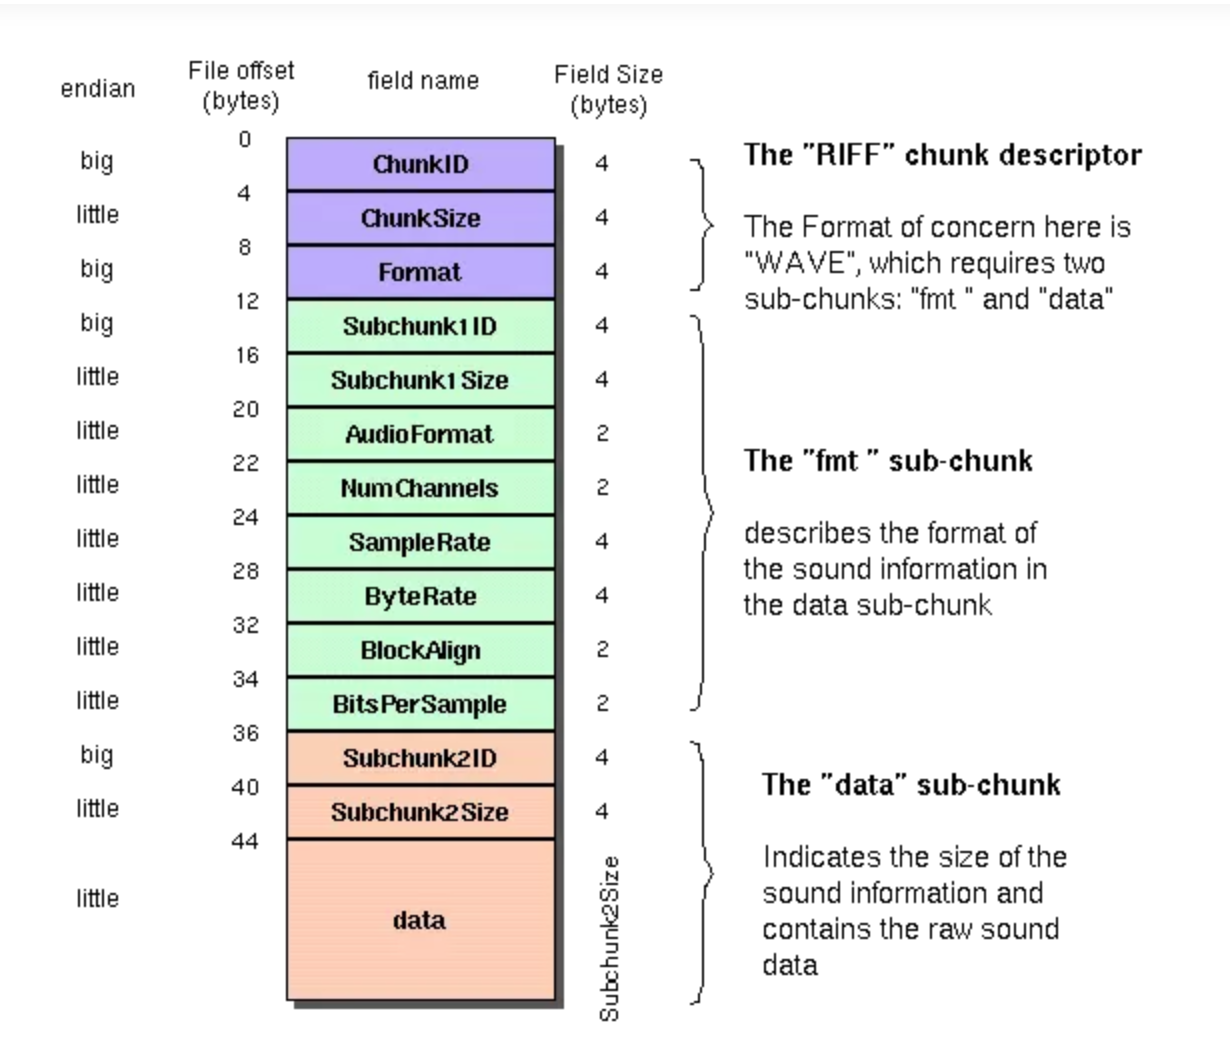 endian
File offset
(bytes)
field name
Field Size
(bytes)
0
big
ChunkID
4
4
little
ChunkSize
4
8
big
Format
4
12
The "RIFF" chunk descriptor
The Format of concern here is
"WAVE", which requires two
sub-chunks: "fmt " and "data"
big
Subchunk1ID
4
16
little
Subchunk1Size
4
20
little
AudioFormat
2
22
little
NumChannels
2
24
little
SampleRate
4
28
little
ByteRate
4
32
little
BlockAlign
2
34
little
BitsPerSample
2
36
The "fmt " sub-chunk
describes the format of
the sound information in
the data sub-chunk
big
Subchunk2ID
4
40
little
Subchunk2Size
4
44
little
data
Subchunk2Size
The "data" sub-chunk
Indicates the size of the
sound information and
contains the raw sound
data